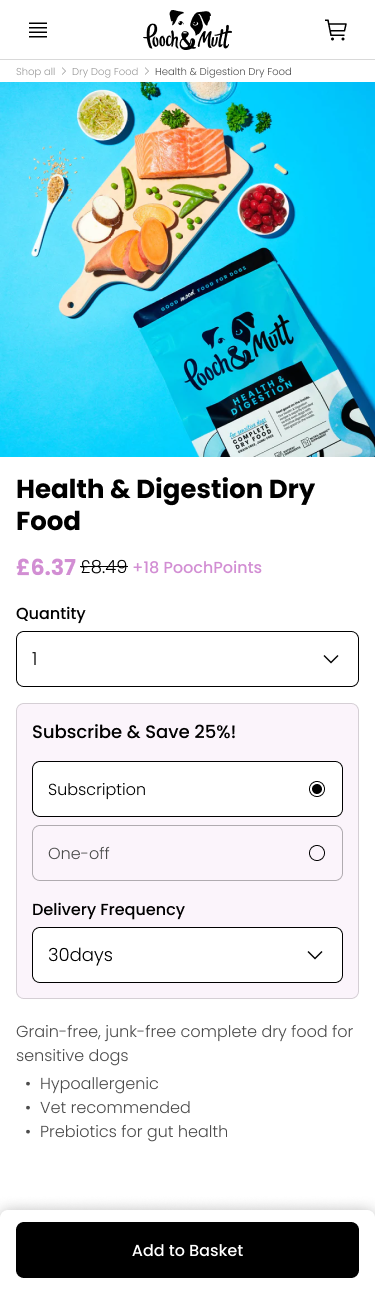 Pooch&Mutt
Shop all > Dry Dog Food > Health & Digestion Dry Food
GOOD MOOD FOOD FOR DOGS
Pooch&Mutt
HEALTH &
DIGESTION
for sensitive dogs
COMPLETE
DRY FOOD
Health & Digestion Dry
Food
£6.37 £8.49 +18 PoochPoints
Quantity
1
Subscribe & Save 25%!
Subscription
One-off
Delivery Frequency
30days
Grain-free, junk-free complete dry food for
sensitive dogs
• Hypoallergenic
• Vet recommended
• Prebiotics for gut health
Add to Basket